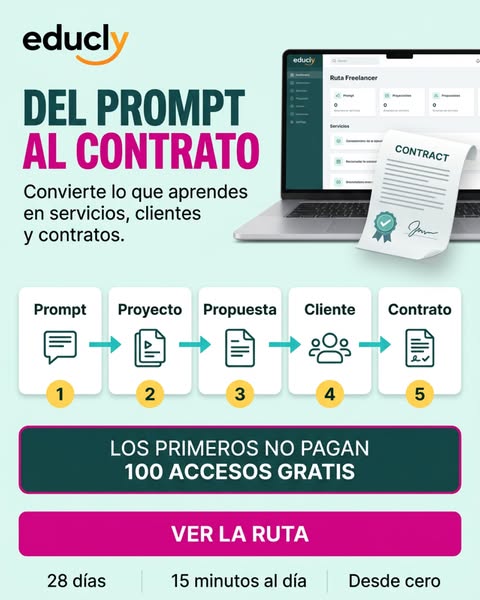 educly
DEL PROMPT
AL CONTRATO
Convierte lo que aprendes
en servicios, clientes
y contratos.
educly
Ruta Freelancer
Prompt
0
0
0
Servicios
CONTRACT
Prompt
Proyecto
Propuesta
Cliente
Contrato
1
2
3
4
5
LOS PRIMEROS NO PAGAN
100 ACCESOS GRATIS
VER LA RUTA
28 días
15 minutos al día
Desde cero